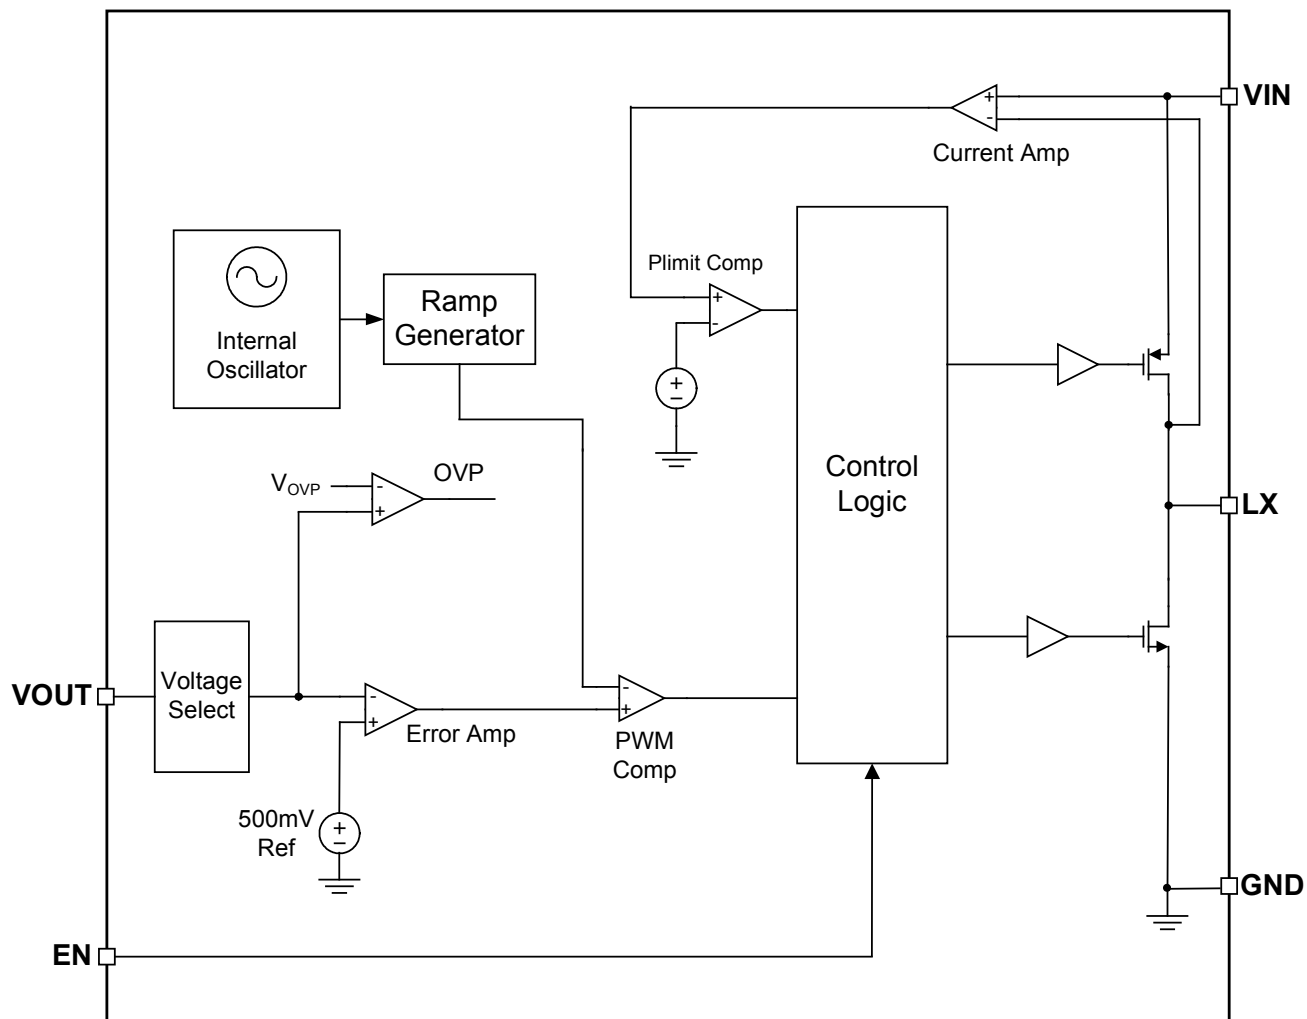 VIN
+
-
Current Amp
Plimit Comp
+
-
+
−
Internal
Oscillator
Ramp
Generator
VOVP
-
+
OVP
Control
Logic
LX
VOUT
Voltage
Select
-
+
Error Amp
-
+
PWM
Comp
500mV
Ref
+
−
GND
EN